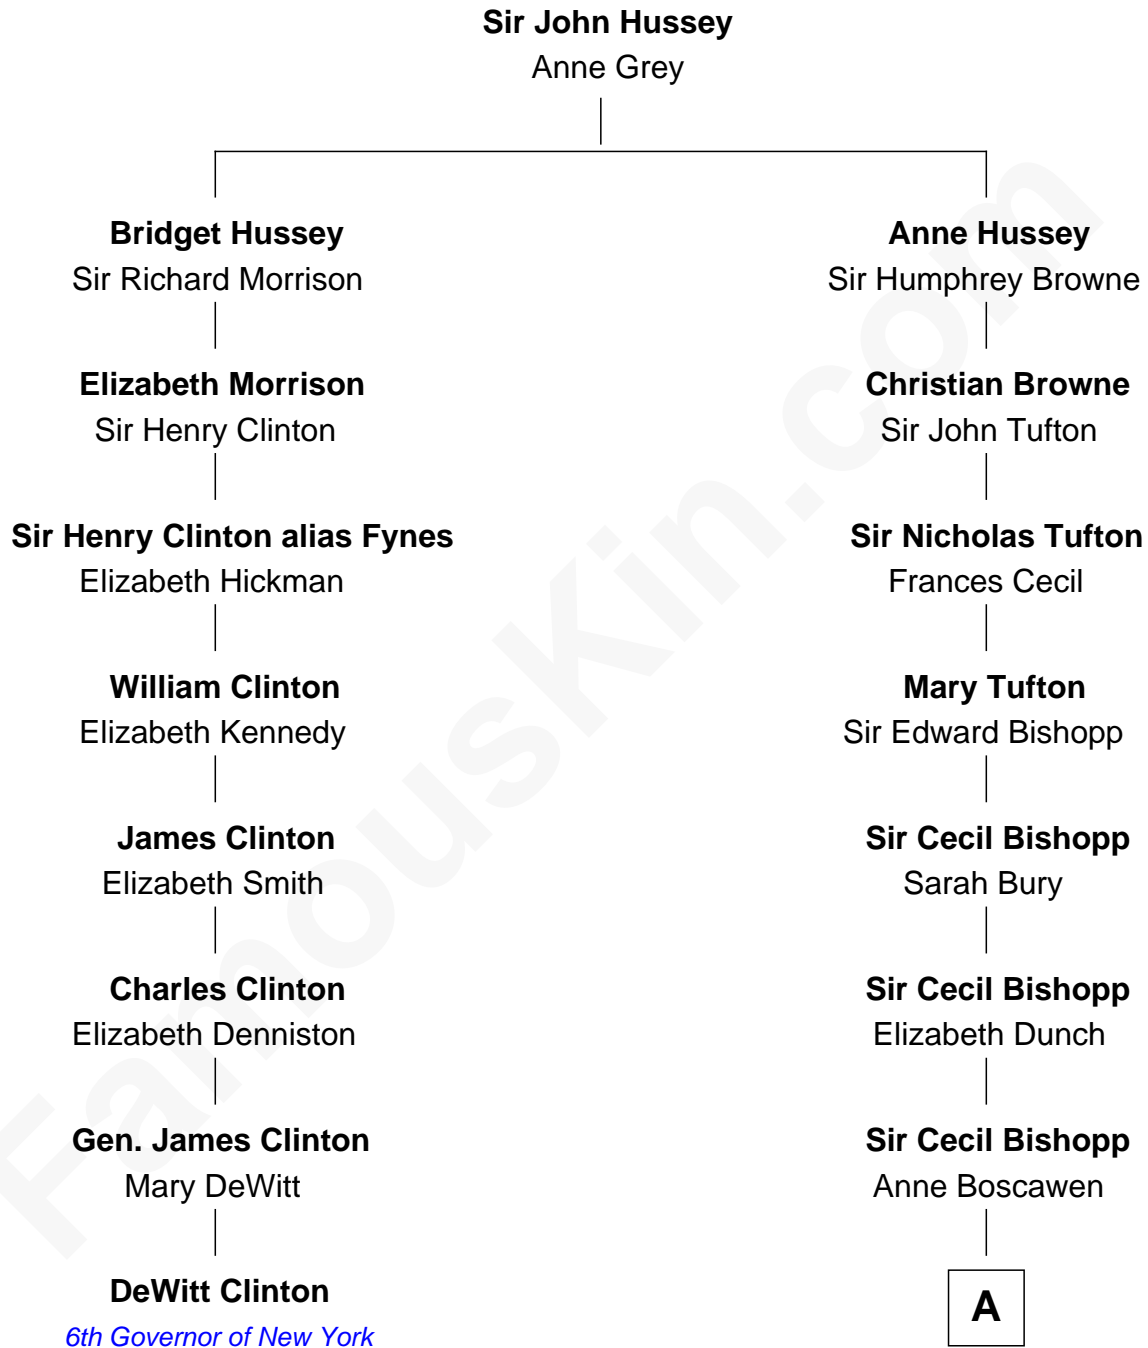 Sir John Hussey
Anne Grey
Bridget Hussey
Sir Richard Morrison
Anne Hussey
Sir Humphrey Browne
Elizabeth Morrison
Sir Henry Clinton
Christian Browne
Sir John Tufton
Sir Henry Clinton alias Fynes
Elizabeth Hickman
Sir Nicholas Tufton
Frances Cecil
William Clinton
Elizabeth Kennedy
Mary Tufton
Sir Edward Bishopp
James Clinton
Elizabeth Smith
Sir Cecil Bishopp
Sarah Bury
Charles Clinton
Elizabeth Denniston
Sir Cecil Bishopp
Elizabeth Dunch
Gen. James Clinton
Mary DeWitt
Sir Cecil Bishopp
Anne Boscawen
DeWitt Clinton
6th Governor of New York
A
FamousKin.com